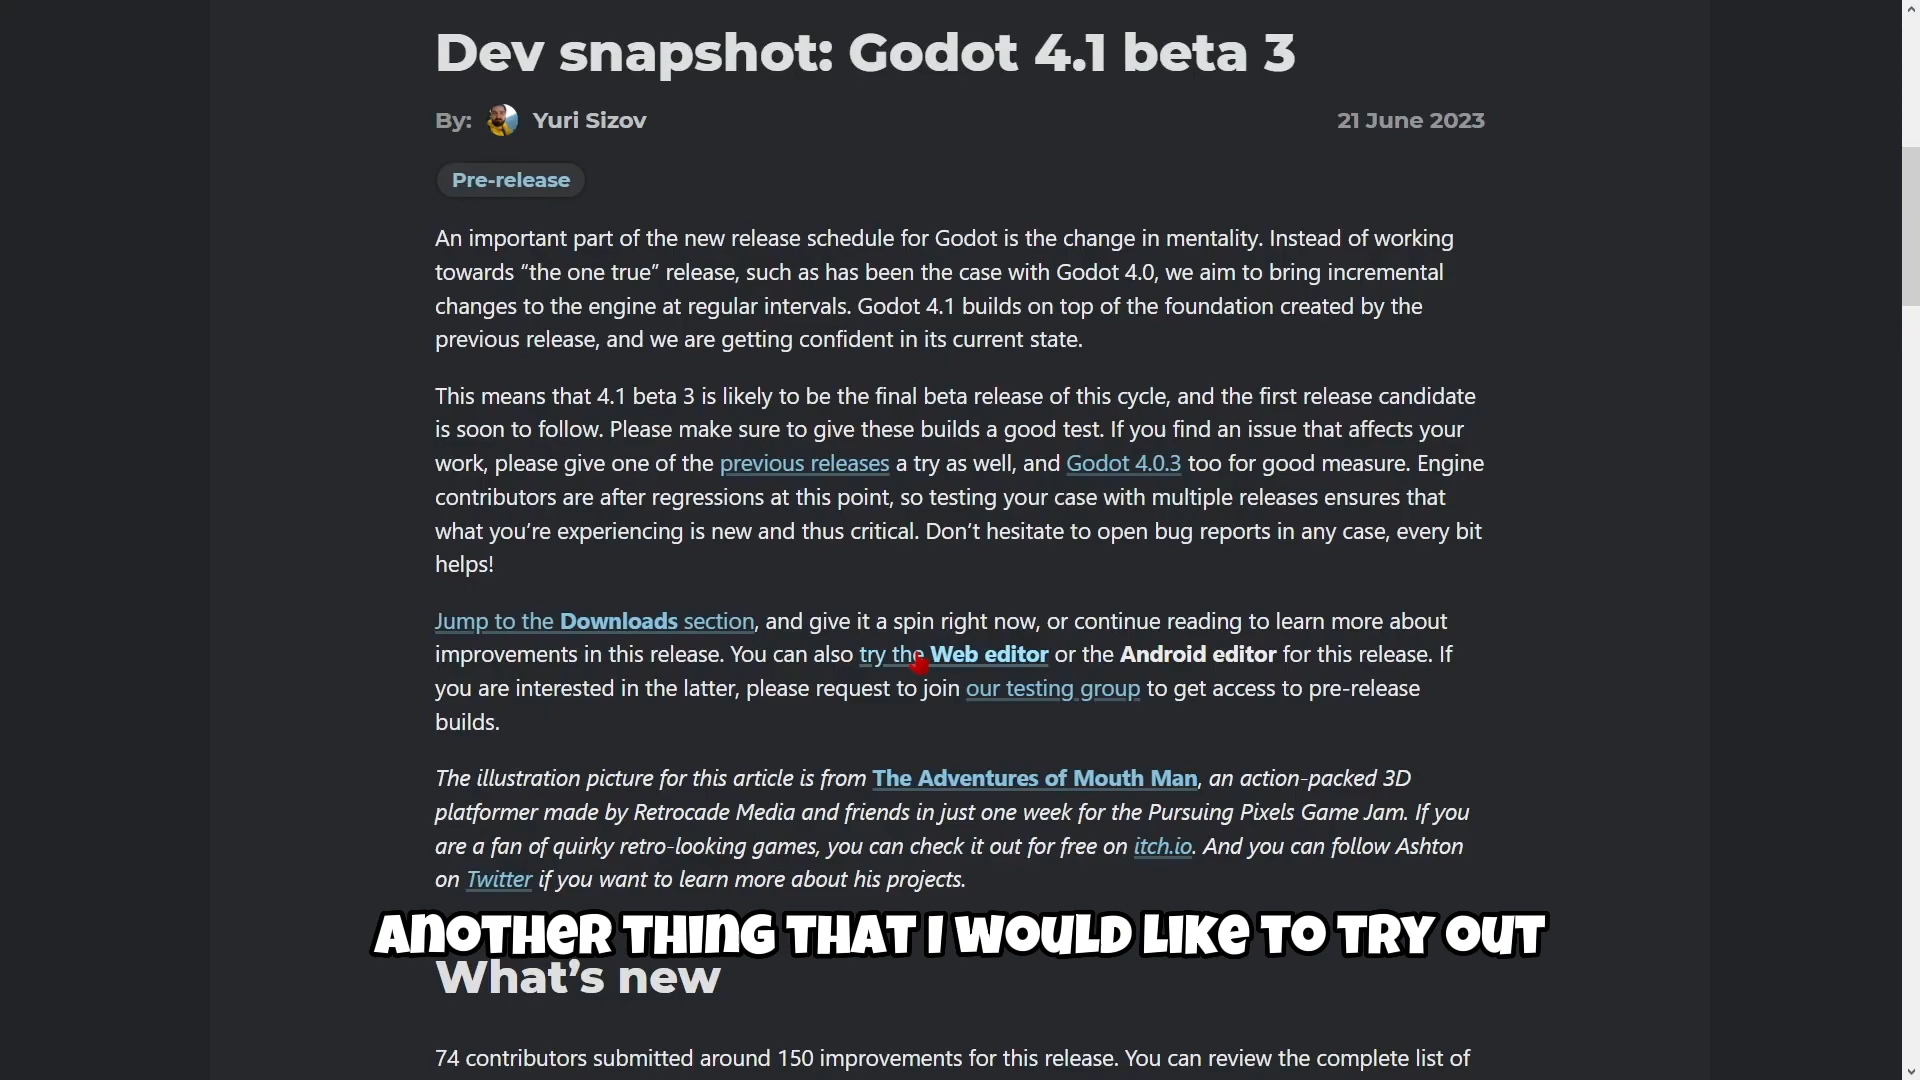 Dev snapshot: Godot 4.1 beta 3
By: Yuri Sizov 21 June 2023
Pre-release
An important part of the new release schedule for Godot is the change in mentality. Instead of working
towards “the one true” release, such as has been the case with Godot 4.0, we aim to bring incremental
changes to the engine at regular intervals. Godot 4.1 builds on top of the foundation created by the
previous release, and we are getting confident in its current state.
This means that 4.1 beta 3 is likely to be the final beta release of this cycle, and the first release candidate
is soon to follow. Please make sure to give these builds a good test. If you find an issue that affects your
work, please give one of the previous releases a try as well, and Godot 4.0.3 too for good measure. Engine
contributors are after regressions at this point, so testing your case with multiple releases ensures that
what you’re experiencing is new and thus critical. Don’t hesitate to open bug reports in any case, every bit
helps!
Jump to the Downloads section, and give it a spin right now, or continue reading to learn more about
improvements in this release. You can also try the Web editor or the Android editor for this release. If
you are interested in the latter, please request to join our testing group to get access to pre-release
builds.
The illustration picture for this article is from The Adventures of Mouth Man, an action-packed 3D
platformer made by Retrocade Media and friends in just one week for the Pursuing Pixels Game Jam. If you
are a fan of quirky retro-looking games, you can check it out for free on itch.io. And you can follow Ashton
on Twitter if you want to learn more about his projects.
ANOTHER THING THAT I WOULD LIKE TO TRY OUT
What’s new
74 contributors submitted around 150 improvements for this release. You can review the complete list of